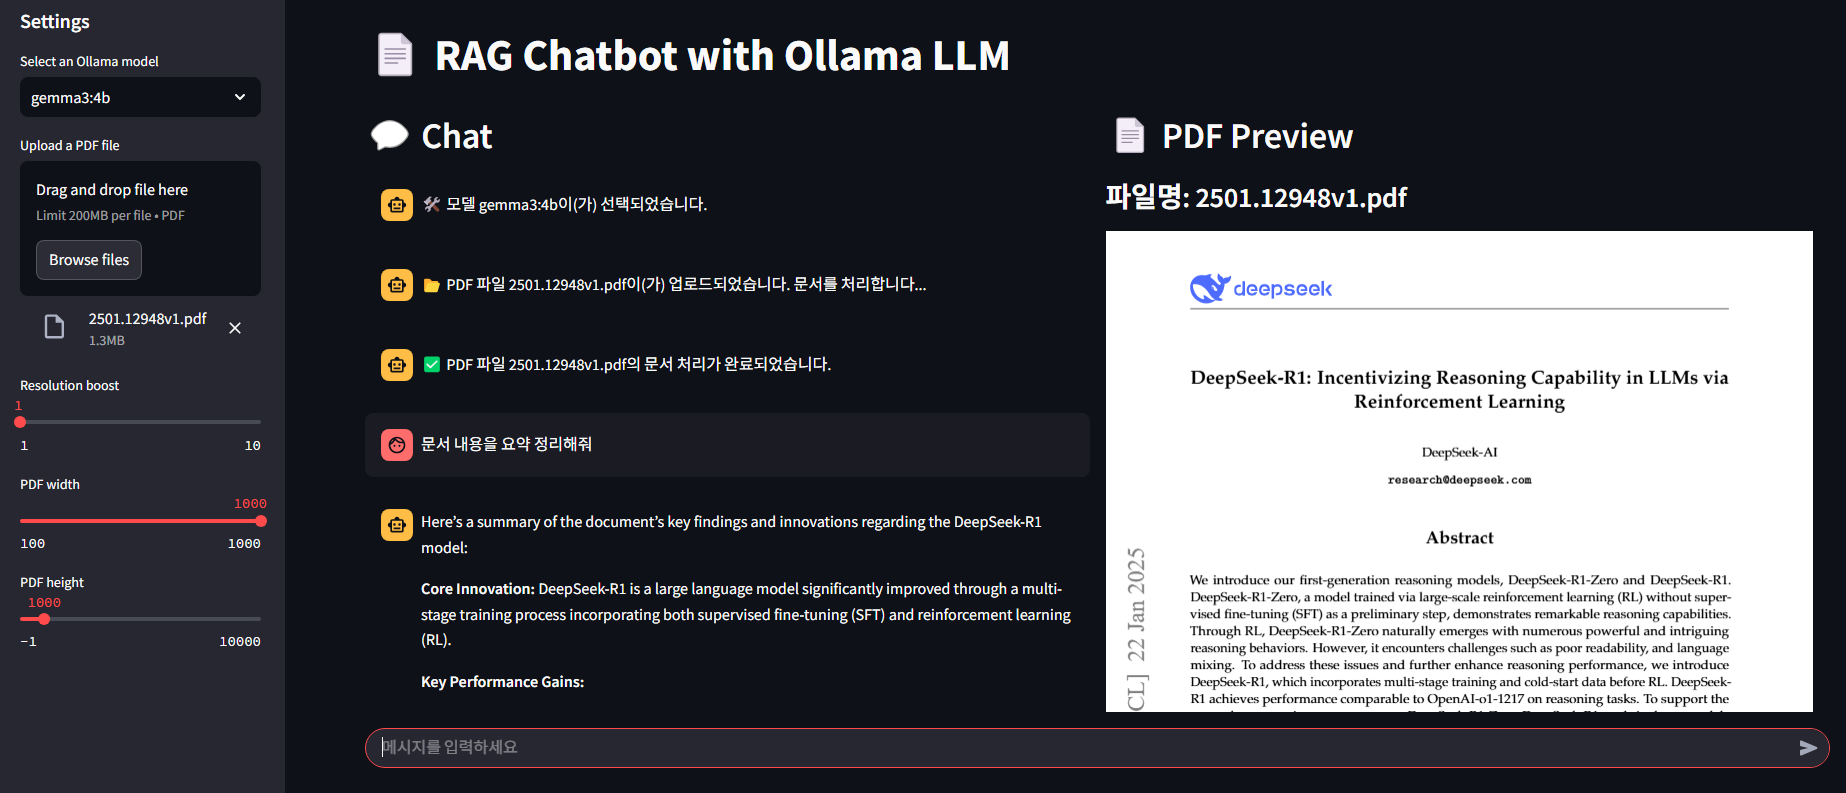 Settings
Select an Ollama model
gemma3:4b
Upload a PDF file
Drag and drop file here
Limit 200MB per file • PDF
Browse files
2501.12948v1.pdf
1.3MB
Resolution boost
1
1 10
PDF width
1000
100 1000
PDF height
1000
-1 10000
RAG Chatbot with Ollama LLM
Chat
모델 gemma3:4b이(가) 선택되었습니다.
PDF 파일 2501.12948v1.pdf이(가) 업로드되었습니다. 문서를 처리합니다...
PDF 파일 2501.12948v1.pdf의 문서 처리가 완료되었습니다.
문서 내용을 요약 정리해줘
Here's a summary of the document's key findings and innovations regarding the DeepSeek-R1
model:
Core Innovation: DeepSeek-R1 is a large language model significantly improved through a multi-
stage training process incorporating both supervised fine-tuning (SFT) and reinforcement learning
(RL).
Key Performance Gains:
메시지를 입력하세요
PDF Preview
파일명: 2501.12948v1.pdf
deepseek
DeepSeek-R1: Incentivizing Reasoning Capability in LLMs via
Reinforcement Learning
DeepSeek-AI
research@deepseek.com
Abstract
We introduce our first-generation reasoning models, DeepSeek-R1-Zero and DeepSeek-R1.
DeepSeek-R1-Zero, a model trained via large-scale reinforcement learning (RL) without super-
vised fine-tuning (SFT) as a preliminary step, demonstrates remarkable reasoning capabilities.
Through RL, DeepSeek-R1-Zero naturally emerges with numerous powerful and intriguing
reasoning behaviors. However, it encounters challenges such as poor readability, and language
mixing. To address these issues and further enhance reasoning performance, we introduce
DeepSeek-R1, which incorporates multi-stage training and cold-start data before RL. DeepSeek-
R1 achieves performance comparable to OpenAI-o1-1217 on reasoning tasks. To support the
CL] 22 Jan 2025